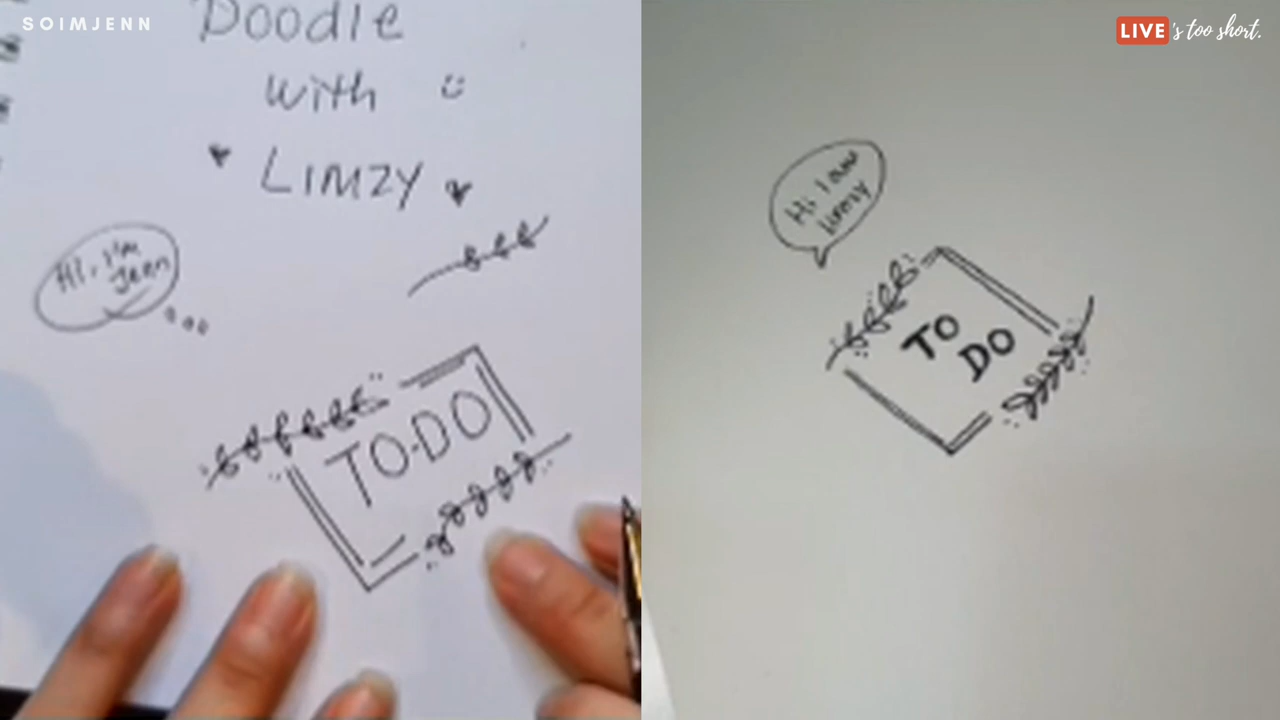 SOIMJENN
Doodle
with
LIMZY
Hi, I'm
Jenn
TO-DO
LIVE's too short.
Hi I am
Limzy
TO
DO